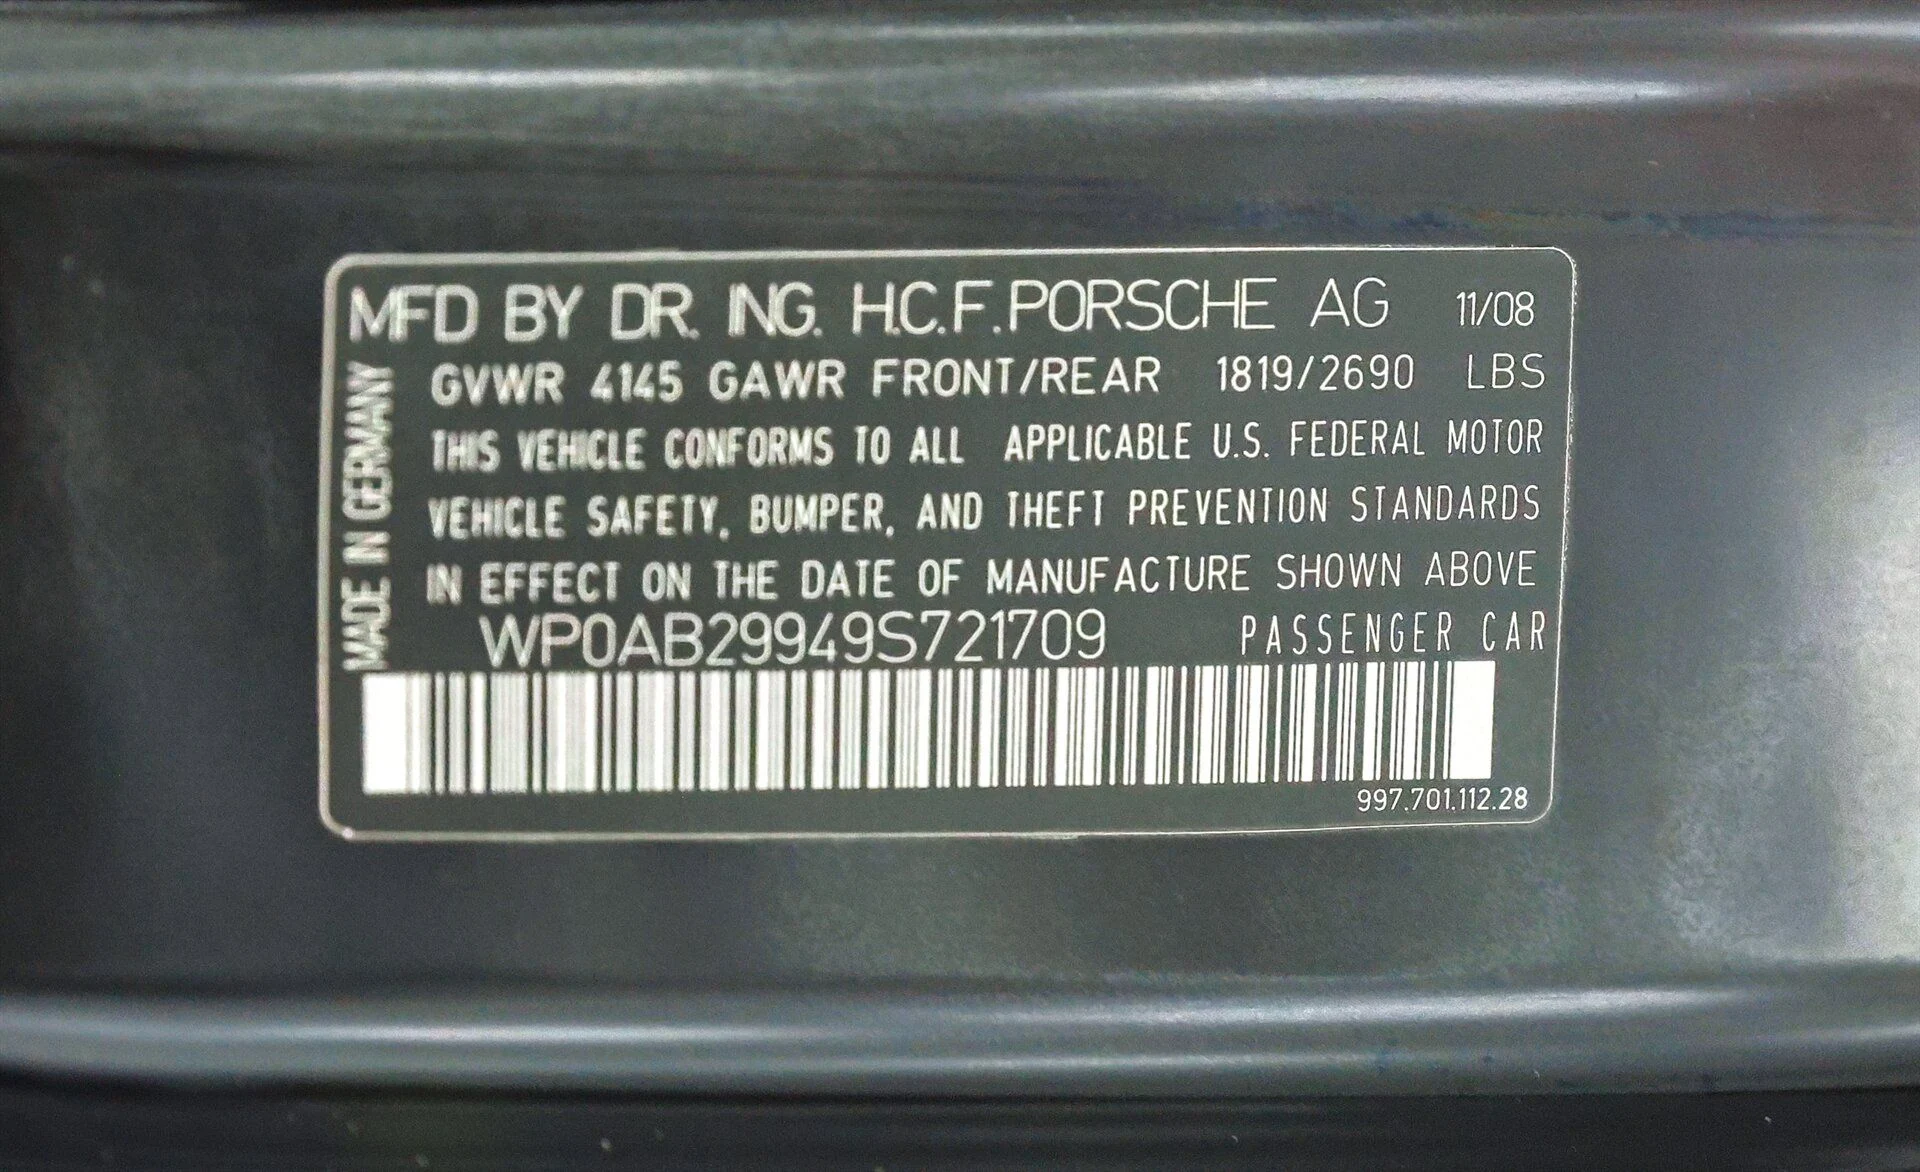 MFD BY DR. ING. H.C.F. PORSCHE AG 11/08
GVWR 4145 GAWR FRONT/REAR 1819/2690 LBS
THIS VEHICLE CONFORMS TO ALL APPLICABLE U.S. FEDERAL MOTOR
VEHICLE SAFETY, BUMPER, AND THEFT PREVENTION STANDARDS
IN EFFECT ON THE DATE OF MANUFACTURE SHOWN ABOVE
WP0AB29949S721709 PASSENGER CAR
997.701.112.28
MADE IN GERMANY